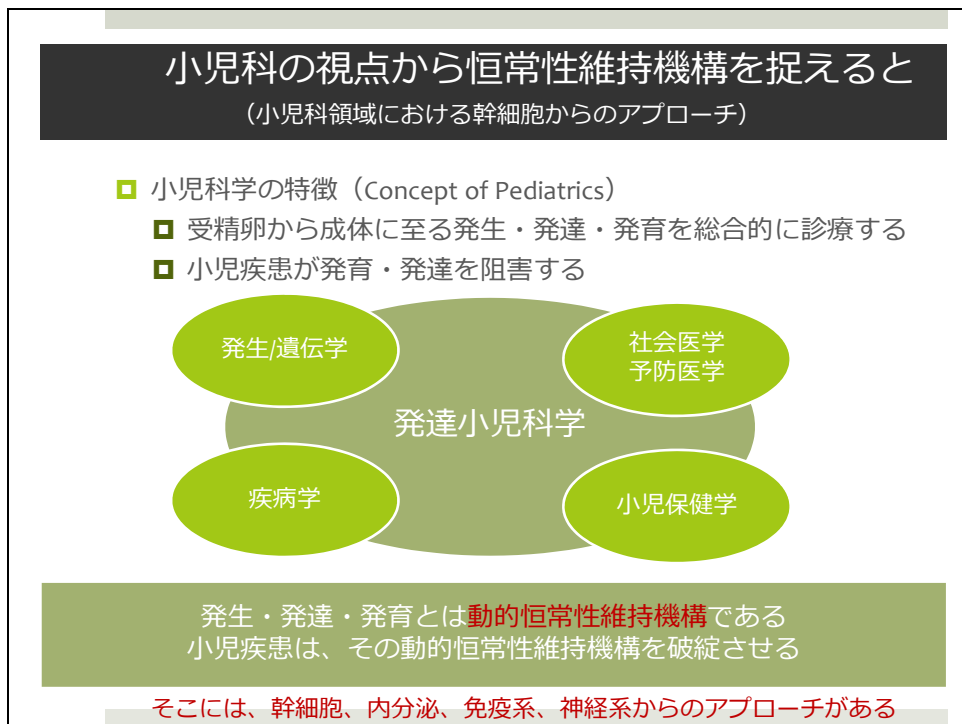 小児科の視点から恒常性維持機構を捉えると
（小児科領域における幹細胞からのアプローチ）
小児科学の特徴（Concept of Pediatrics）
受精卵から成体に至る発生・発達・発育を総合的に診療する
小児疾患が発育・発達を阻害する
発生/遺伝学
社会医学
予防医学
発達小児科学
疾病学
小児保健学
発生・発達・発育とは動的恒常性維持機構である
小児疾患は、その動的恒常性維持機構を破綻させる
そこには、幹細胞、内分泌、免疫系、神経系からのアプローチがある